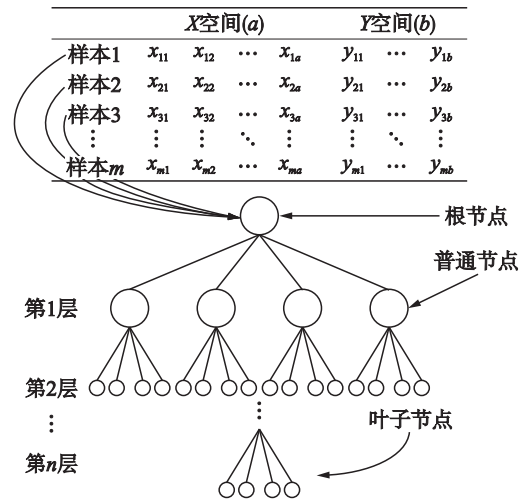 X空间(a) Y空间(b)
样本1 x₁₁ x₁₂ ⋯ x₁ₐ y₁₁ ⋯ y₁b
样本2 x₂₁ x₂₂ ⋯ x₂ₐ y₂₁ ⋯ y₂b
样本3 x₃₁ x₃₂ ⋯ x₃ₐ y₃₁ ⋯ y₃b
⋮ ⋮ ⋮ ⋱ ⋮ ⋮ ⋱ ⋮
样本m xₘ₁ xₘ₂ ⋯ xₘₐ yₘ₁ ⋯ yₘb
根节点
普通节点
第1层
第2层
⋮ ⋮
叶子节点
第n层